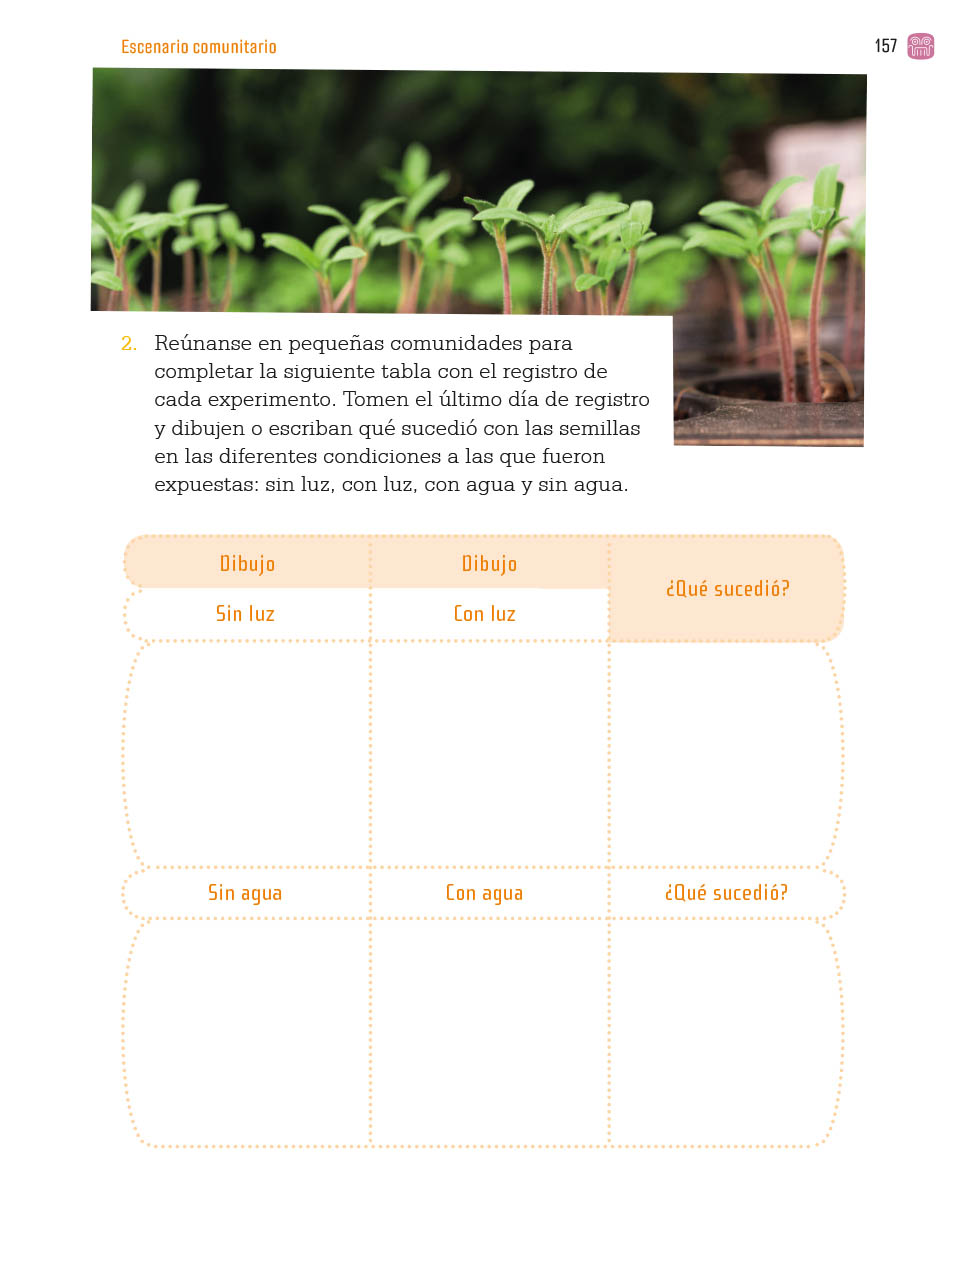 Escenario comunitario
157
2. Reúnanse en pequeñas comunidades para
completar la siguiente tabla con el registro de
cada experimento. Tomen el último día de registro
y dibujen o escriban qué sucedió con las semillas
en las diferentes condiciones a las que fueron
expuestas: sin luz, con luz, con agua y sin agua.
Dibujo Dibujo ¿Qué sucedió?
Sin luz Con luz
Sin agua Con agua ¿Qué sucedió?